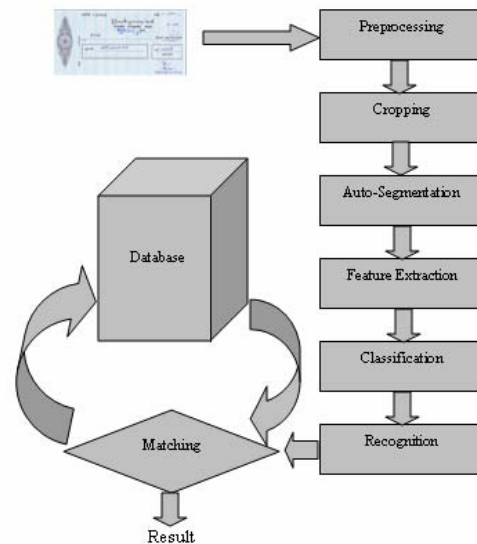 Preprocessing
Cropping
Auto-Segmentation
Feature Extraction
Classification
Recognition
Database
Matching
Result